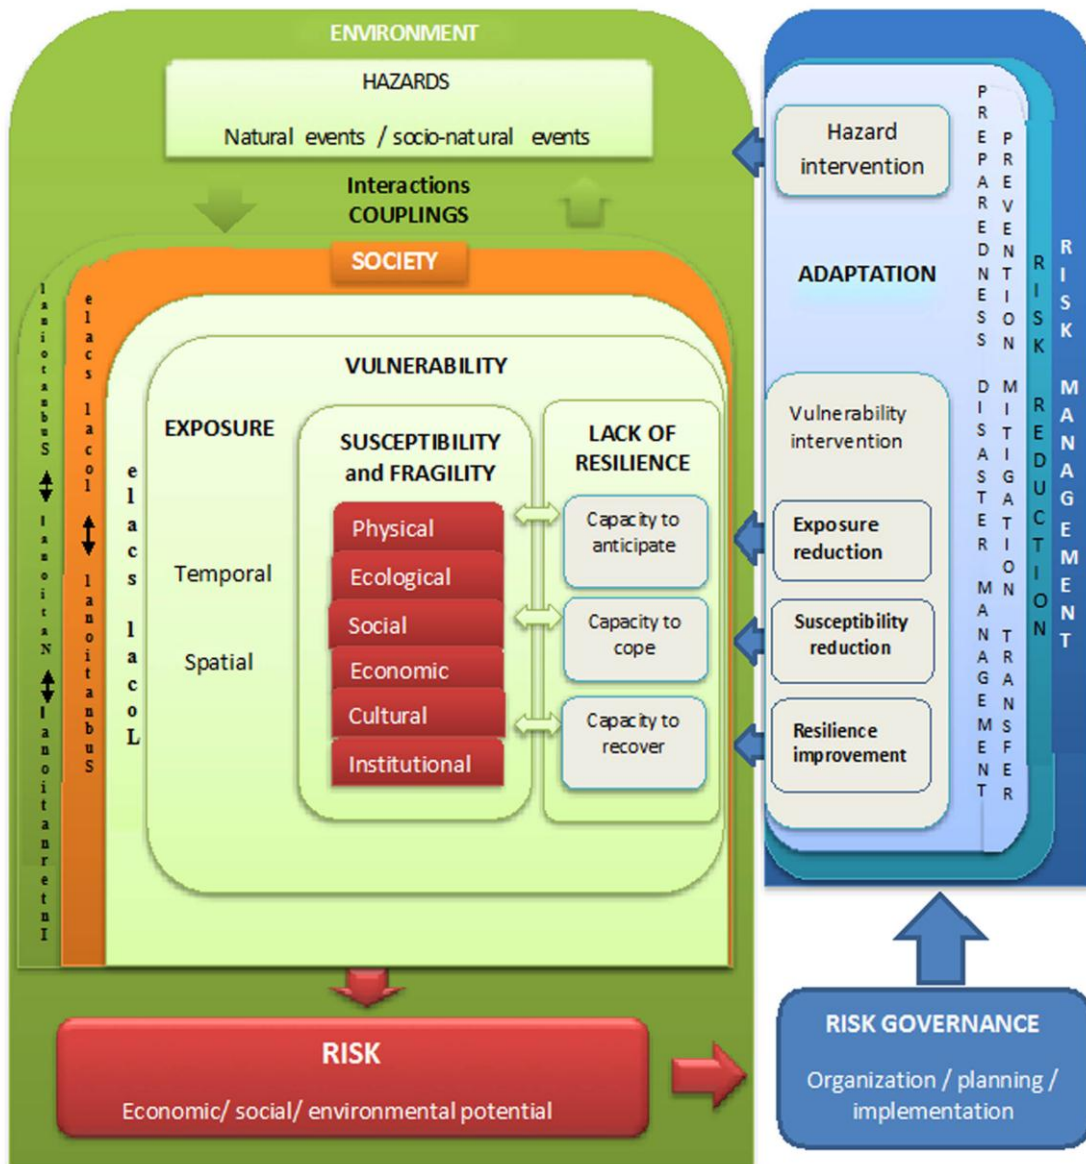 ENVIRONMENT
HAZARDS
Natural events / socio-natural events
Interactions
COUPLINGS
SOCIETY
International National Subnatoinal
Subnational local scale
Local scale
VULNERABILITY
EXPOSURE
Temporal
Spatial
SUSCEPTIBILITY
and FRAGILITY
Physical
Ecological
Social
Economic
Cultural
Institutional
LACK OF
RESILIENCE
Capacity to
anticipate
Capacity to
cope
Capacity to
recover
Hazard
intervention
ADAPTATION
Vulnerability
intervention
Exposure
reduction
Susceptibility
reduction
Resilience
improvement
PREPAREDNESS DISASTER MANAGEMENT
PREVENTION MITIGATION TRANSFER
RISK REDUCTION
RISK MANAGEMENT
RISK
Economic/ social/ environmental potential
RISK GOVERNANCE
Organization / planning /
implementation